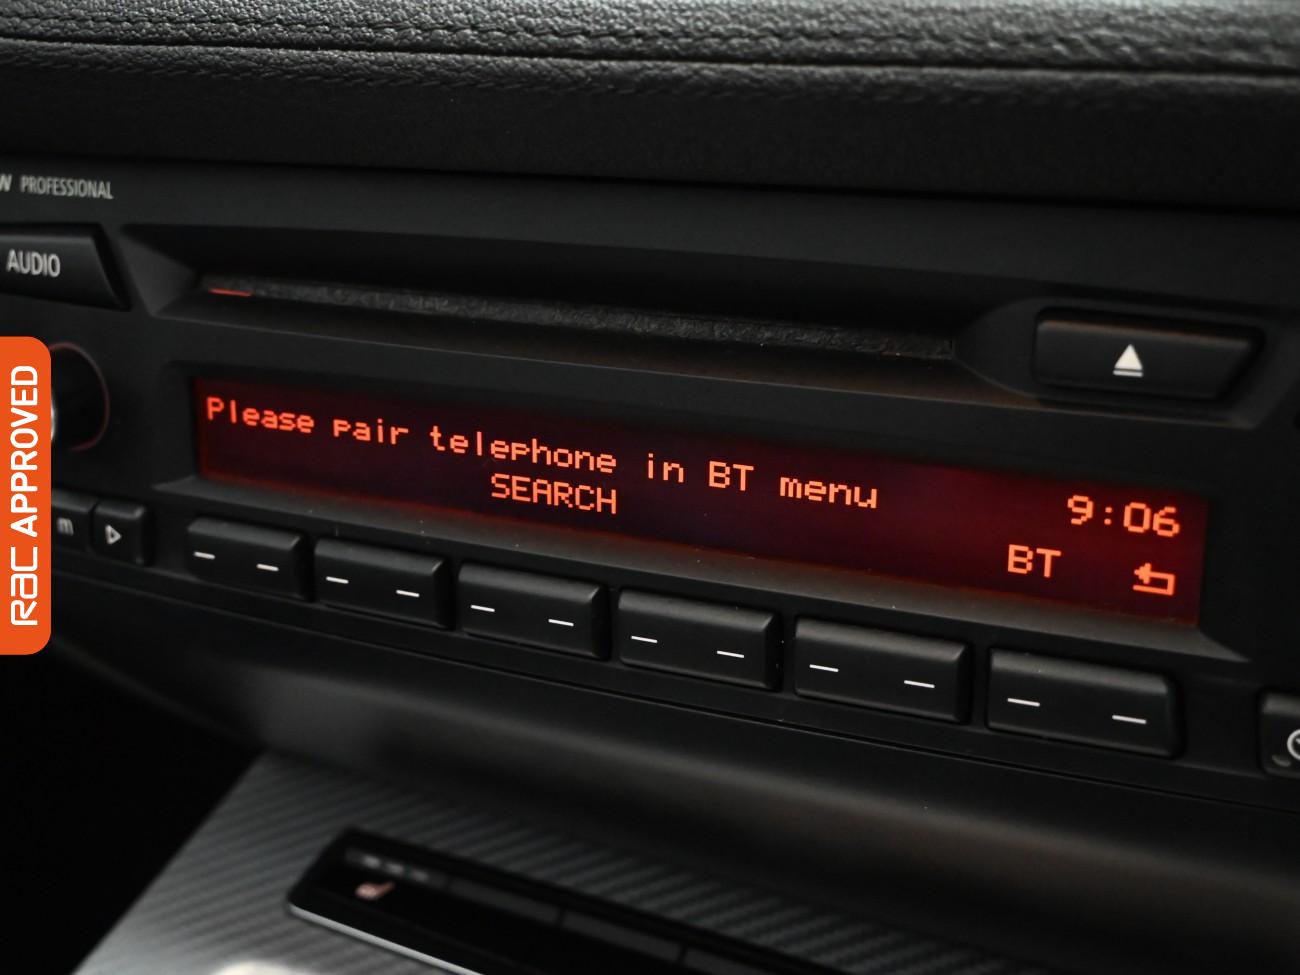 W PROFESSIONAL
AUDIO
RAC APPROVED
Please pair telephone in BT menu
SEARCH
9:06
BT
m